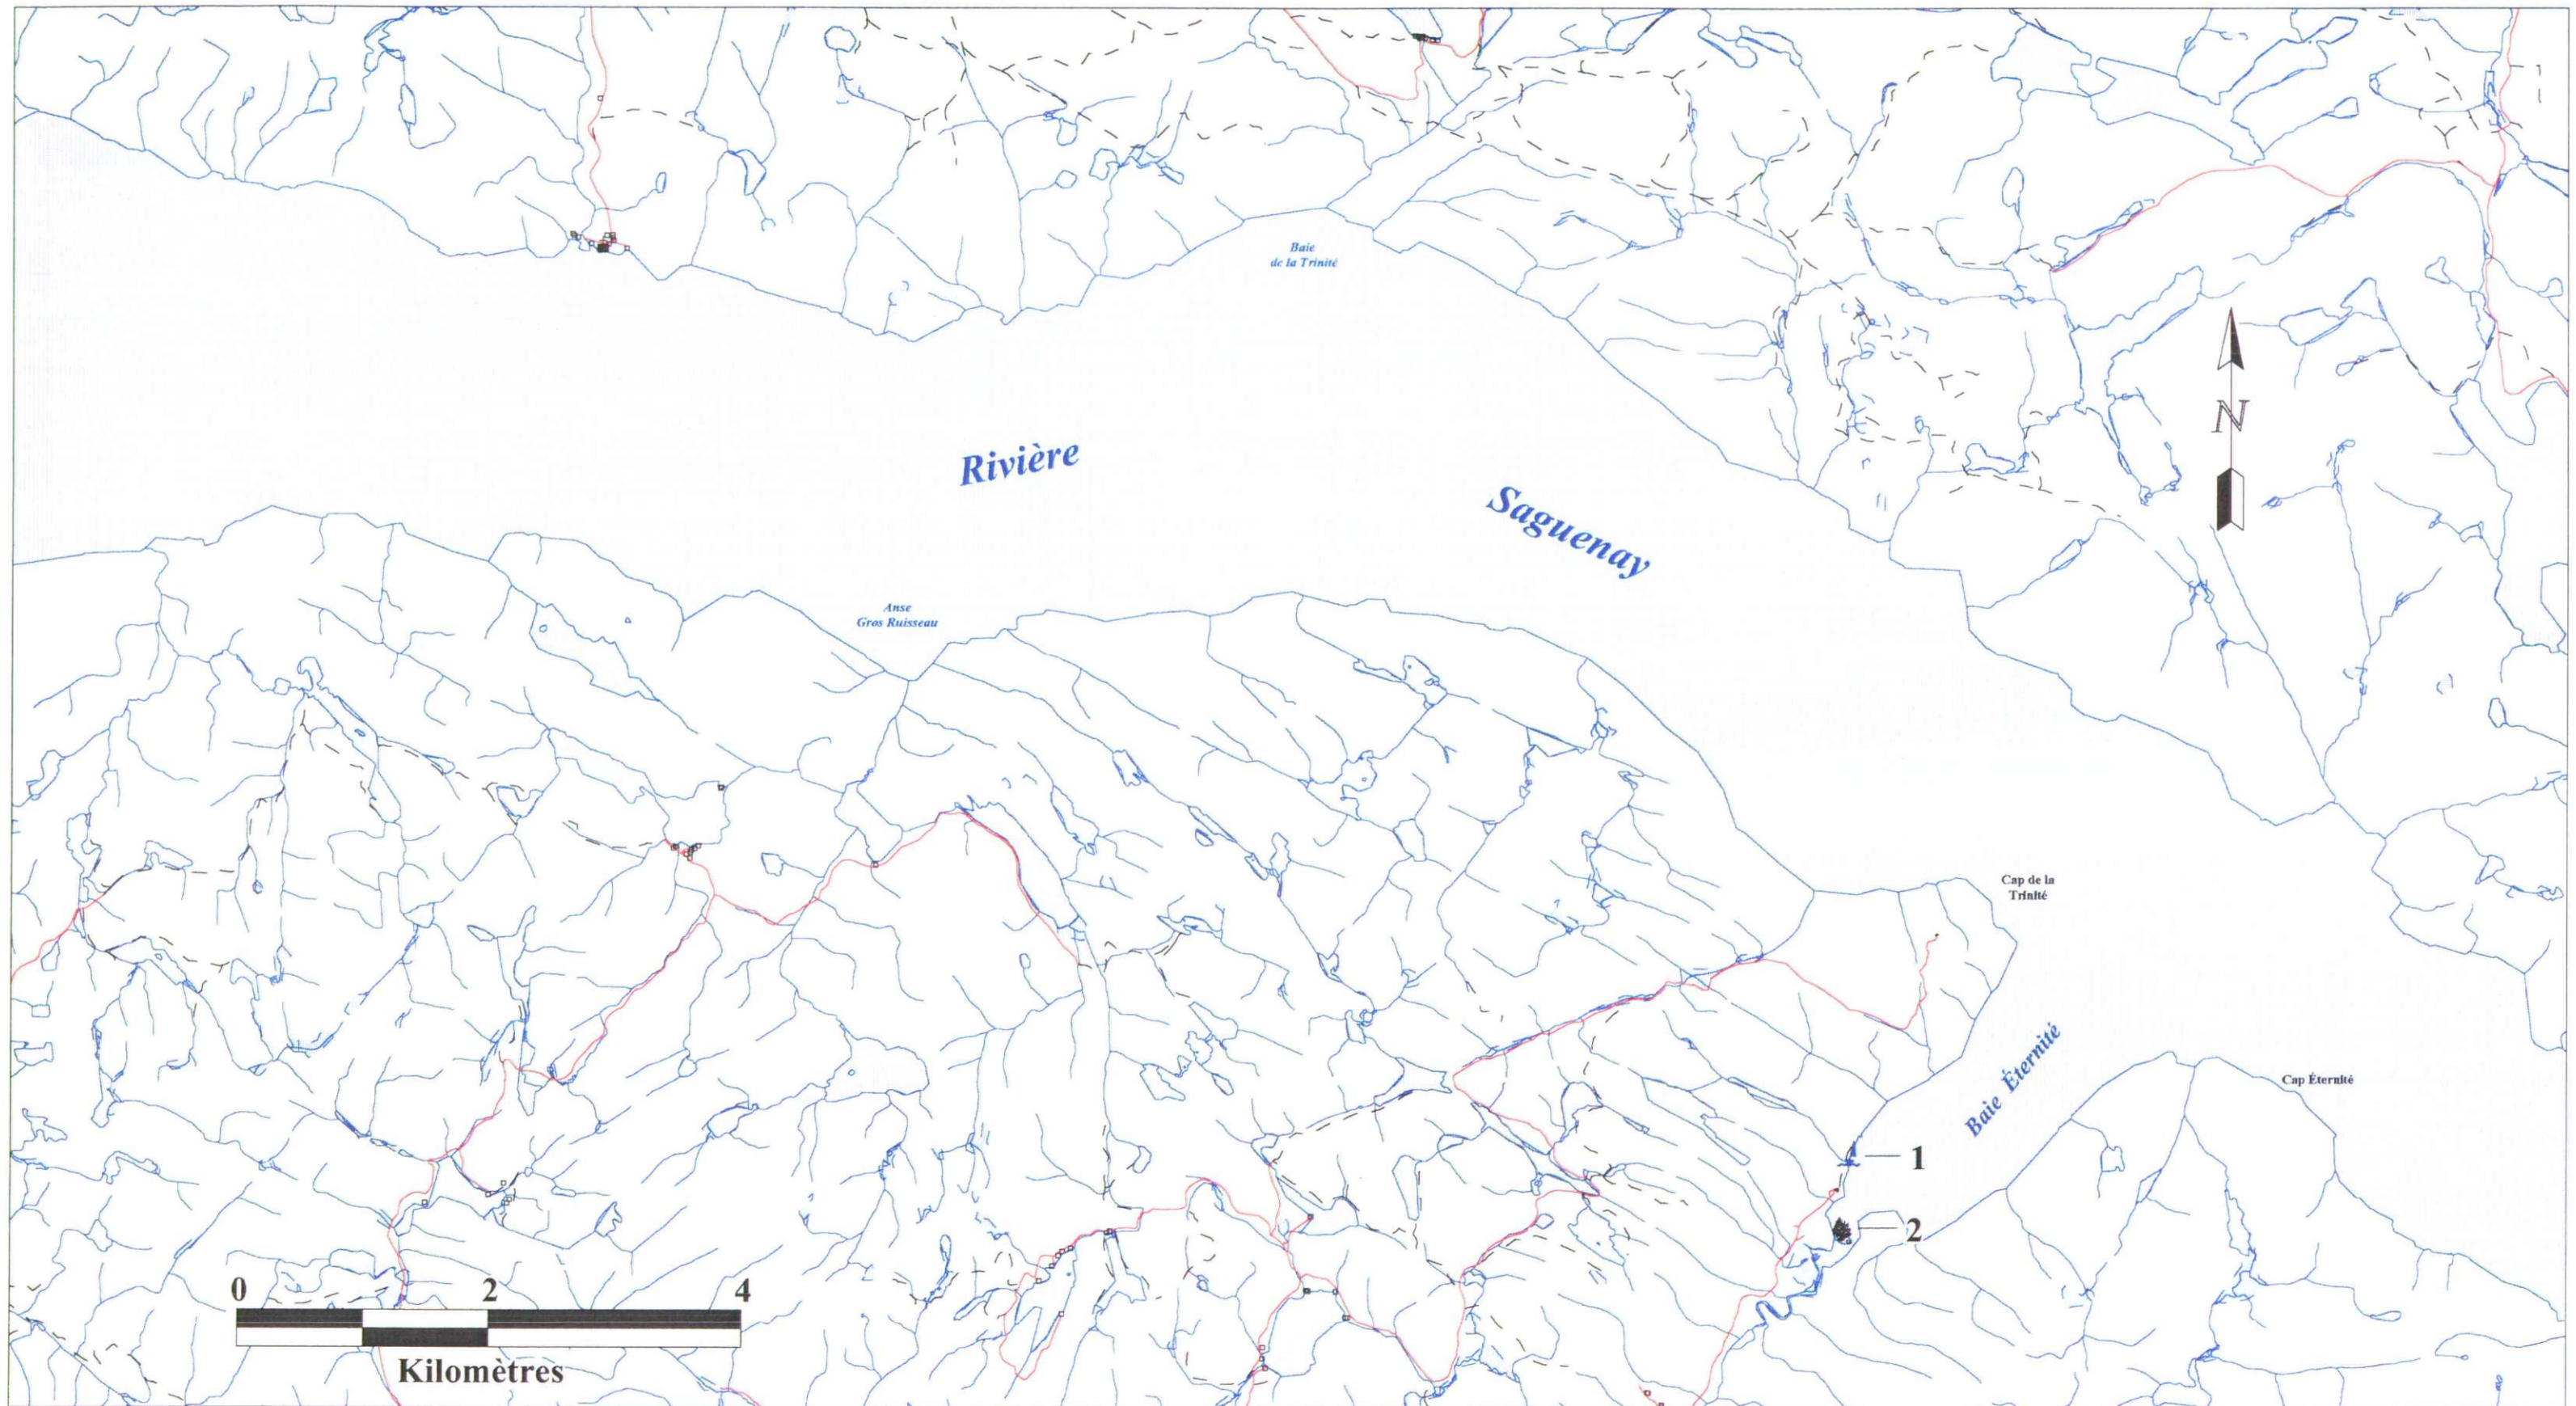 Baie
de la Trinité
N
Rivière
Saguenay
Anse
Gros Ruisseau
Cap de la
Trinité
Baie Éternité
Cap Éternité
1
2
0 2 4
Kilomètres